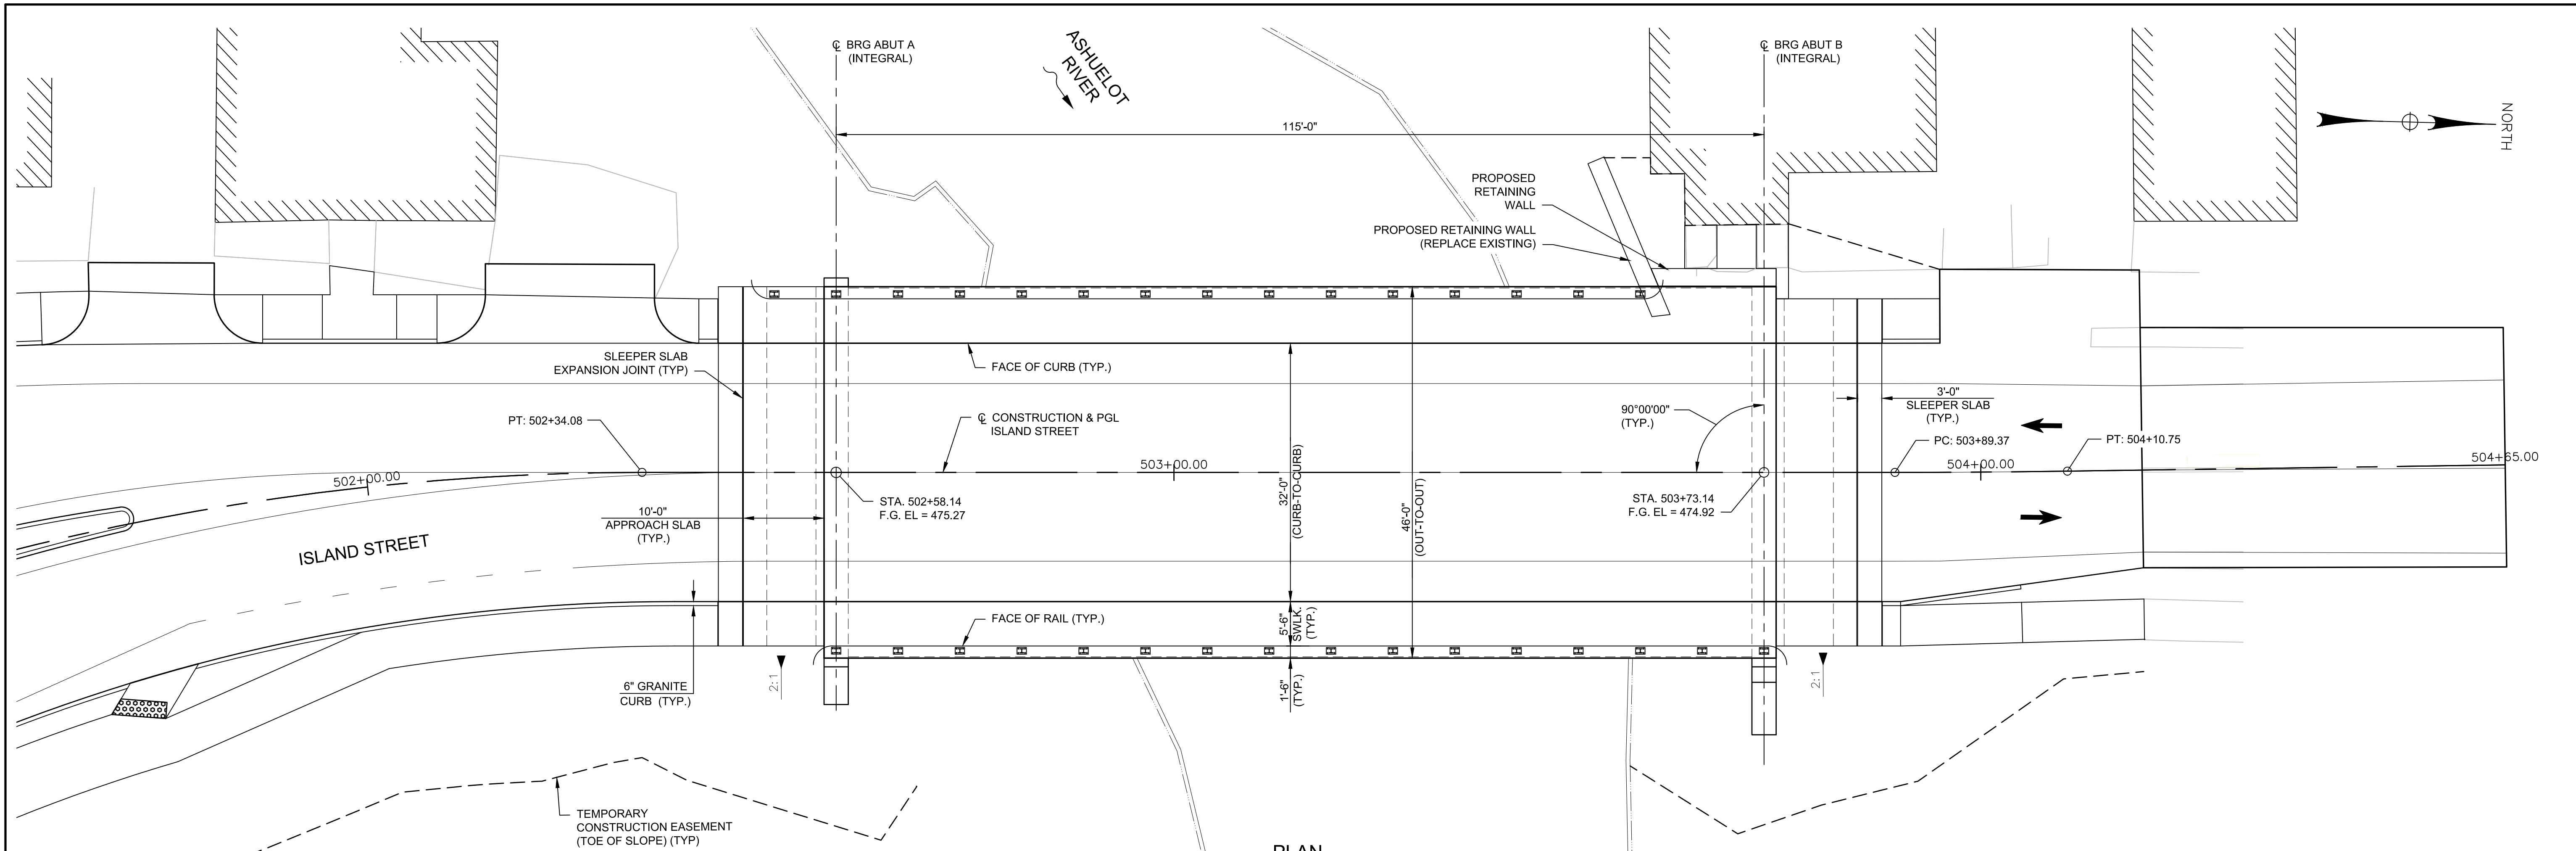 ℄ BRG ABUT A
(INTEGRAL)
ASHUELOT
RIVER
℄ BRG ABUT B
(INTEGRAL)
NORTH
115'-0"
PROPOSED
RETAINING
WALL
PROPOSED RETAINING WALL
(REPLACE EXISTING)
SLEEPER SLAB
EXPANSION JOINT (TYP)
FACE OF CURB (TYP.)
PT: 502+34.08
℄ CONSTRUCTION & PGL
ISLAND STREET
90°00'00"
(TYP.)
3'-0"
SLEEPER SLAB
(TYP.)
PC: 503+89.37
PT: 504+10.75
502+00.00
503+00.00
504+00.00
504+65.00
STA. 502+58.14
F.G. EL = 475.27
STA. 503+73.14
F.G. EL = 474.92
32'-0"
(CURB-TO-CURB)
46'-0"
(OUT-TO-OUT)
10'-0"
APPROACH SLAB
(TYP.)
ISLAND STREET
FACE OF RAIL (TYP.)
5'-6"
SWLK.
(TYP.)
1'-6"
(TYP.)
6" GRANITE
CURB (TYP.)
2:1
2:1
TEMPORARY
CONSTRUCTION EASEMENT
(TOE OF SLOPE) (TYP)
PLAN